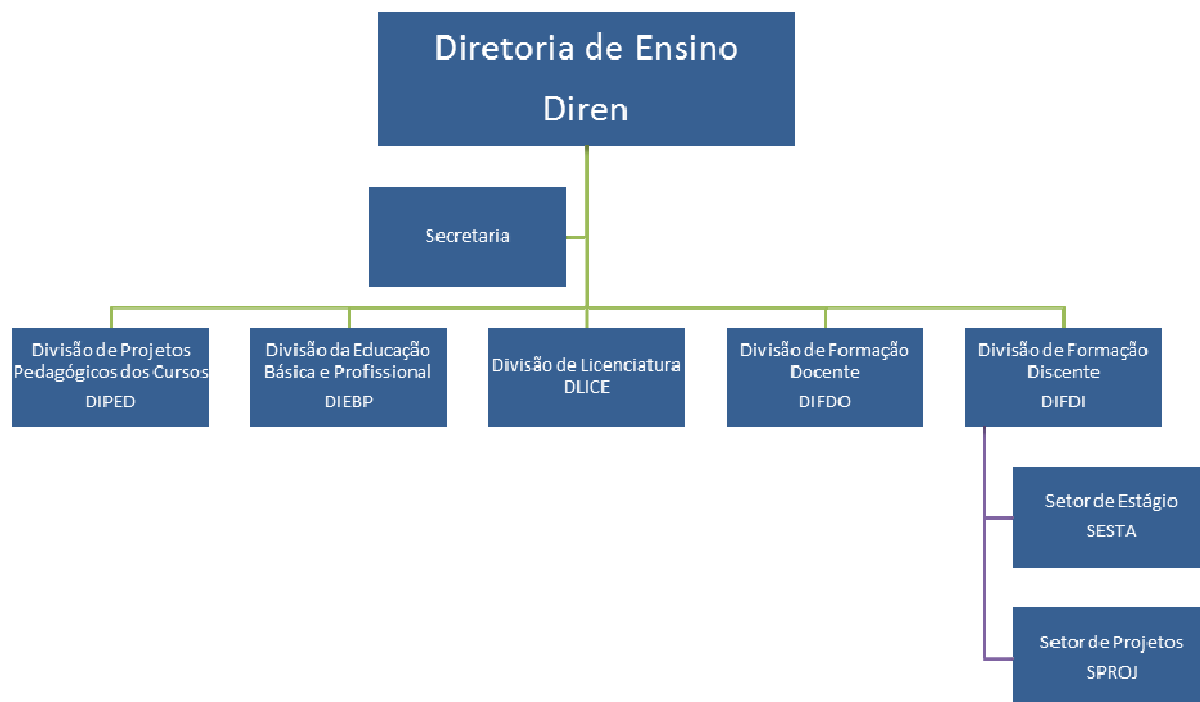 Diretoria de Ensino
Diren
Secretaria
Divisão de Projetos
Pedagógicos dos Cursos
DIPED
Divisão da Educação
Básica e Profissional
DIEBP
Divisão de Licenciatura
DLICE
Divisão de Formação
Docente
DIFDO
Divisão de Formação
Discente
DIFDI
Setor de Estágio
SESTA
Setor de Projetos
SPROJ